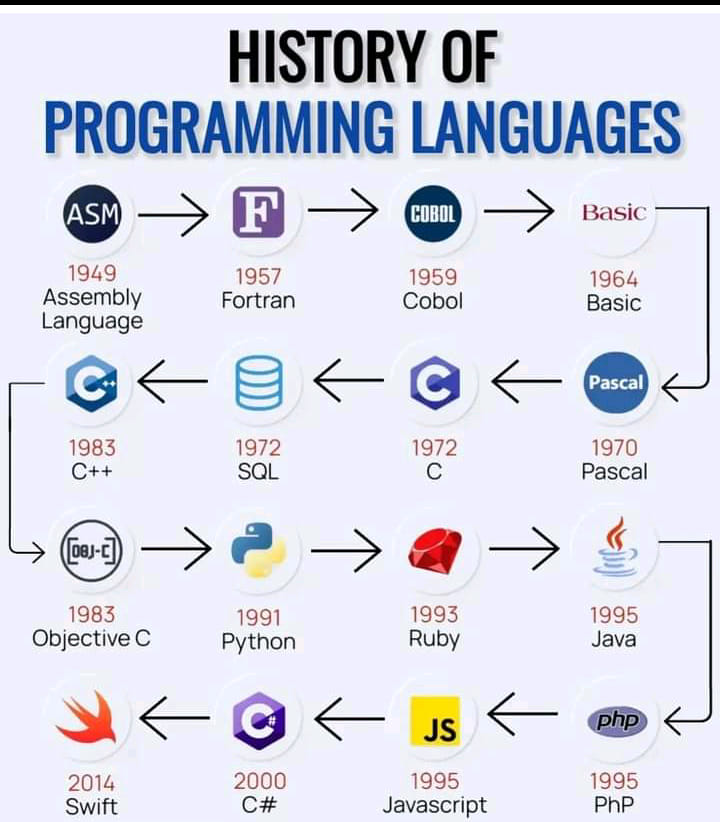 HISTORY OF
PROGRAMMING LANGUAGES
ASM
F
COBOL
Basic
1949
Assembly
Language
1957
Fortran
1959
Cobol
1964
Basic
C++
C
Pascal
1983
C++
1972
SQL
1972
C
1970
Pascal
[OBJ-C]
1983
Objective C
1991
Python
1993
Ruby
1995
Java
C#
JS
php
2014
Swift
2000
C#
1995
Javascript
1995
PhP